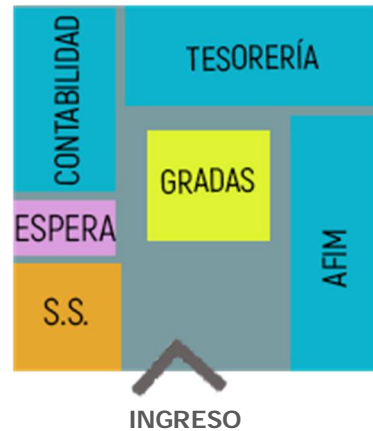 CONTABILIDAD
TESORERÍA
GRADAS
ESPERA
AFIM
S.S.
INGRESO